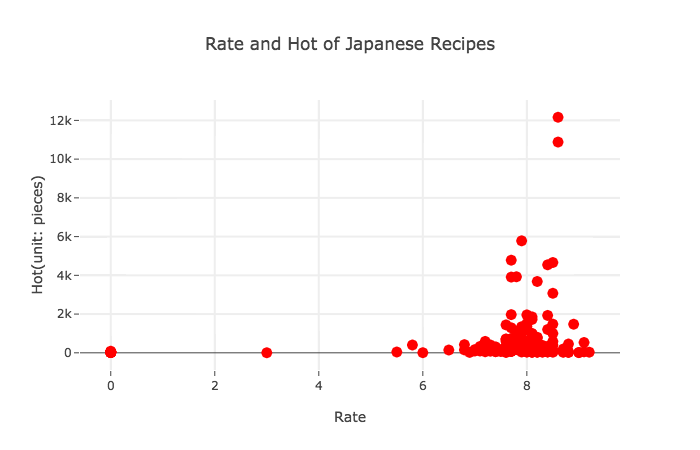 Rate and Hot of Japanese Recipes
Hot(unit: pieces)
12k
10k
8k
6k
4k
2k
0
0 2 4 6 8
Rate